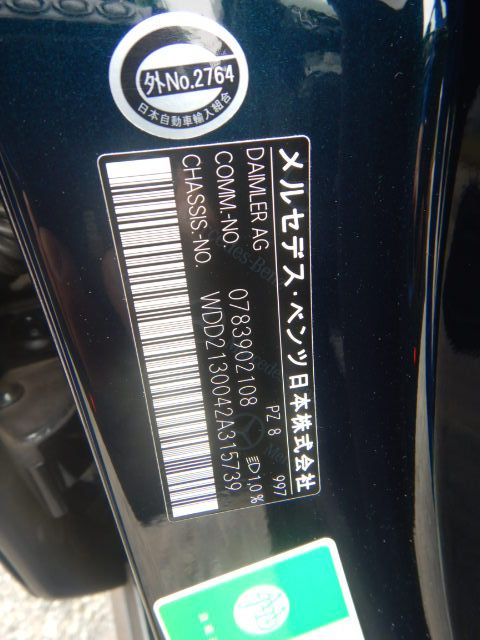 外No.2764
日本自動車輸入組合
メルセデス・ベンツ日本株式会社
DAIMLER AG
997
COMM-NO. 0783902108 PZ 8
CHASSIS-NO. WDD2130042A315739
1,0%